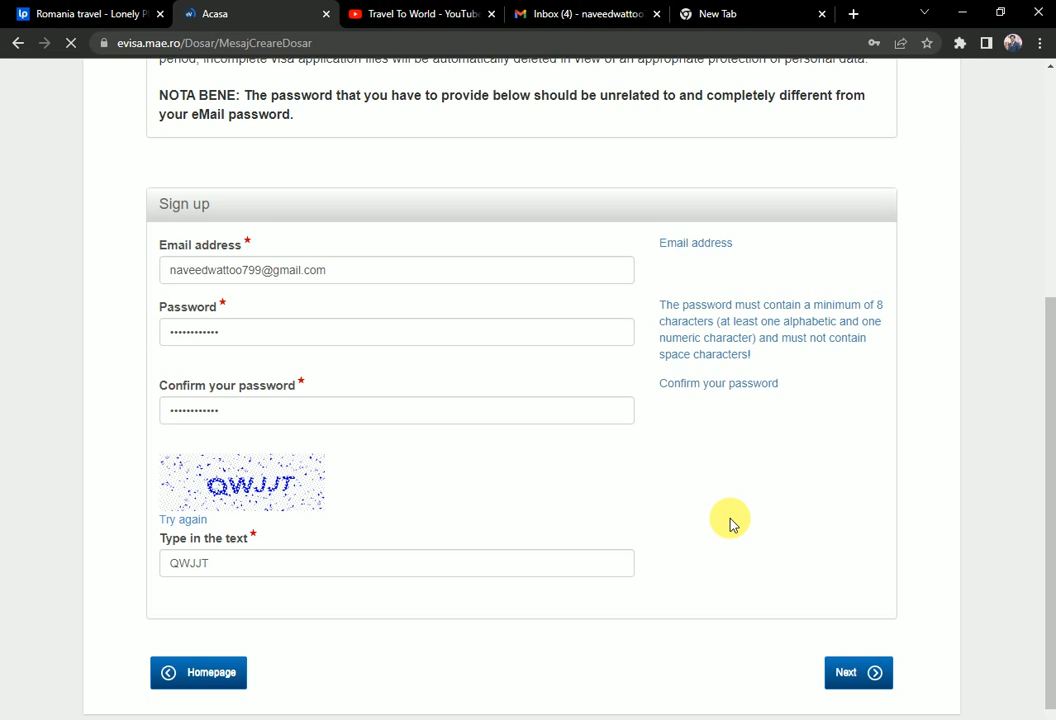 Romania travel - Lonely P
Acasa
Travel To World - YouTube
Inbox (4) - naveedwattoo
New Tab
evisa.mae.ro/Dosar/MesajCreareDosar
period, incomplete visa application files will be automatically deleted in view of an appropriate protection of personal data.
NOTA BENE: The password that you have to provide below should be unrelated to and completely different from
your eMail password.
Sign up
Email address*
Email address
naveedwattoo799@gmail.com
Password*
The password must contain a minimum of 8
characters (at least one alphabetic and one
numeric character) and must not contain
space characters!
••••••••••••
Confirm your password*
Confirm your password
••••••••••••
QWJJT
Try again
Type in the text*
QWJJT
Homepage
Next